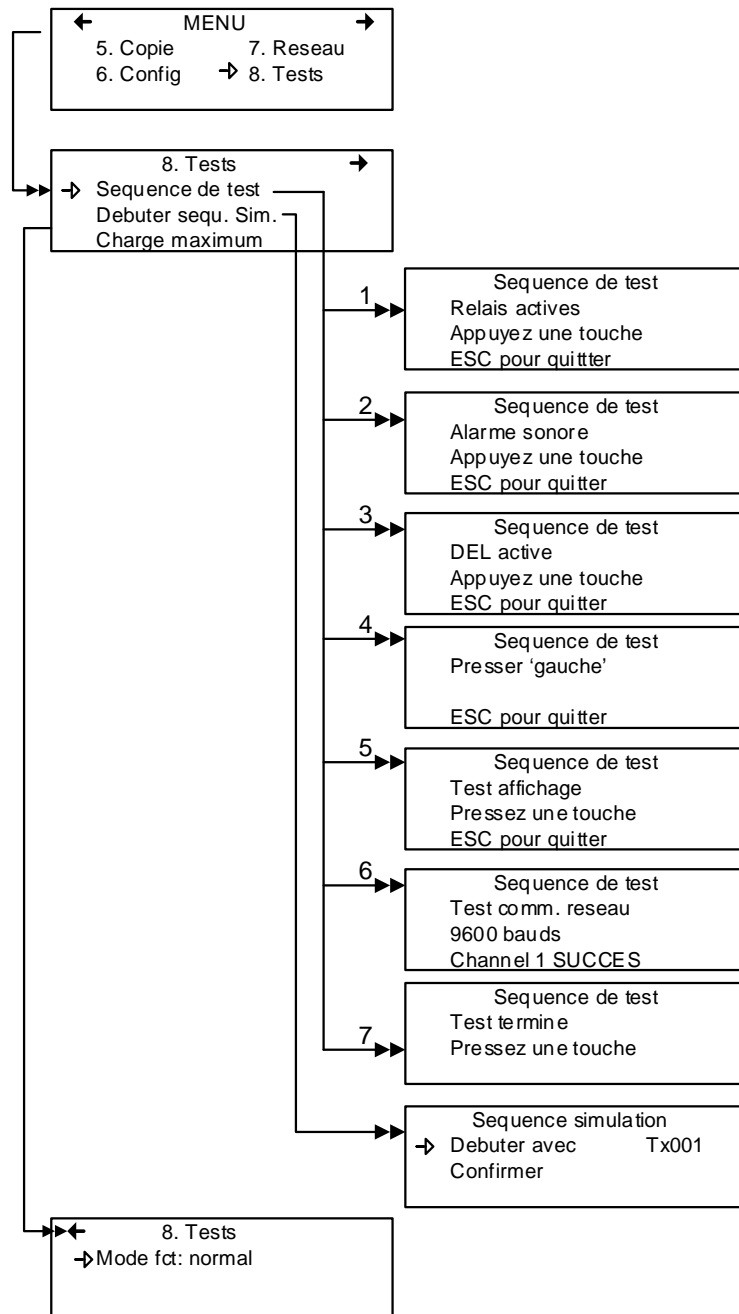 MENU
5. Copie 7. Reseau
6. Config 8. Tests
8. Tests
Sequence de test
Debuter sequ. Sim.
Charge maximum
1
Sequence de test
Relais actives
Appuyez une touche
ESC pour quittter
2
Sequence de test
Alarme sonore
Appuyez une touche
ESC pour quitter
3
Sequence de test
DEL active
Appuyez une touche
ESC pour quitter
4
Sequence de test
Presser ‘gauche’
ESC pour quitter
5
Sequence de test
Test affichage
Pressez une touche
ESC pour quitter
6
Sequence de test
Test comm. reseau
9600 bauds
Channel 1 SUCCES
7
Sequence de test
Test termine
Pressez une touche
Sequence simulation
Debuter avec Tx001
Confirmer
8. Tests
Mode fct: normal